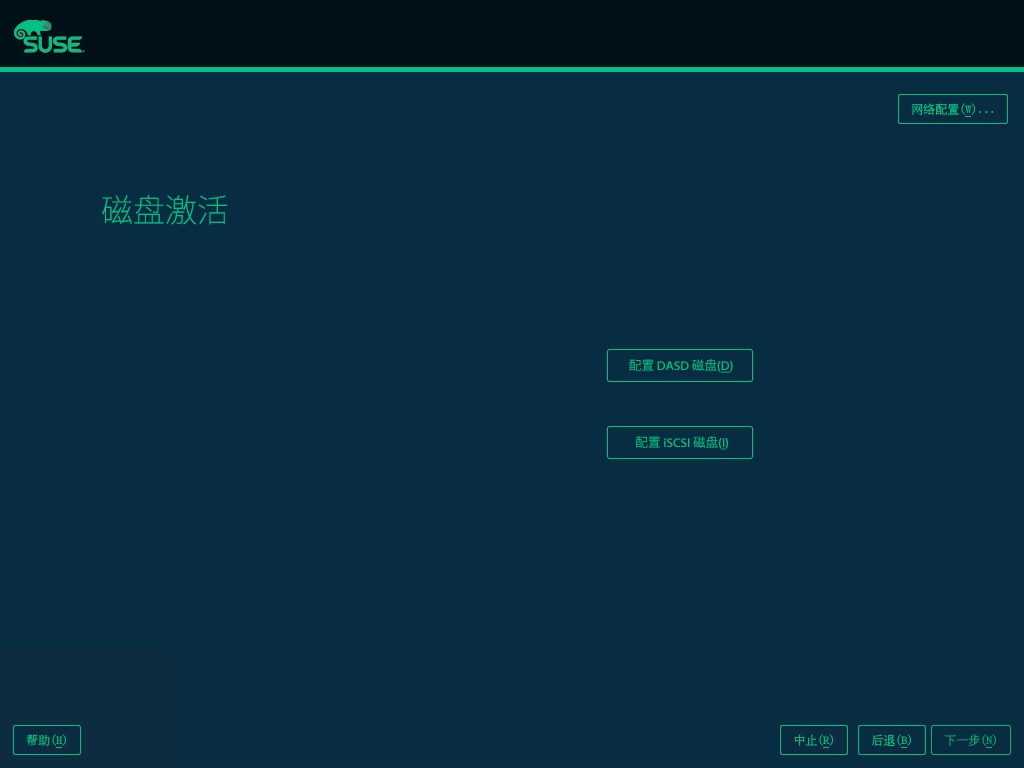 SUSE
网络配置(W)...
磁盘激活
配置 DASD 磁盘(D)
配置 iSCSI 磁盘(I)
帮助(H)
中止(R)
后退(B)
下一步(N)